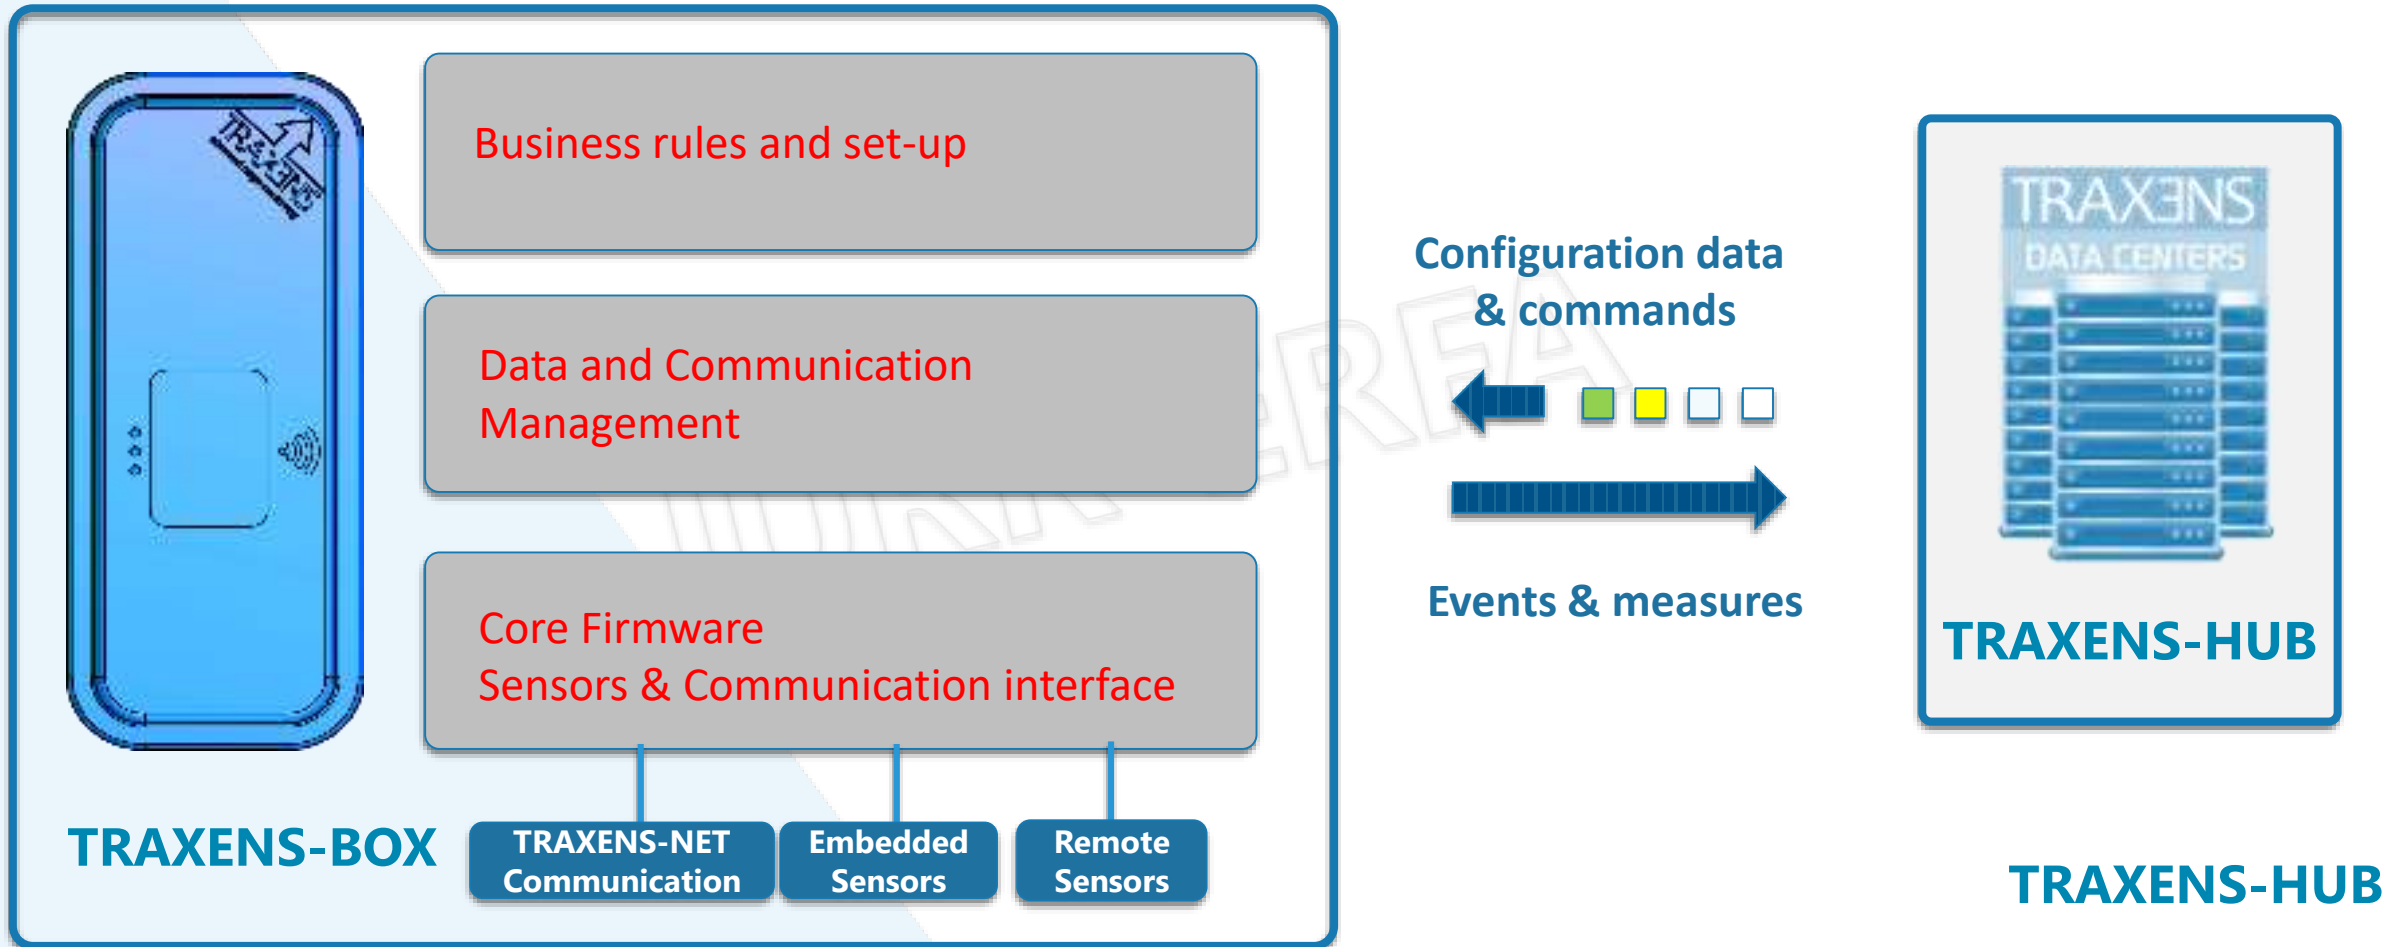 TRAXENS
Business rules and set-up
Data and Communication
Management
Core Firmware
Sensors & Communication interface
TRAXENS-BOX
TRAXENS-NET
Communication
Embedded
Sensors
Remote
Sensors
Configuration data
& commands
Events & measures
TRAXƎNS
DATA CENTERS
TRAXENS-HUB
TRAXENS-HUB